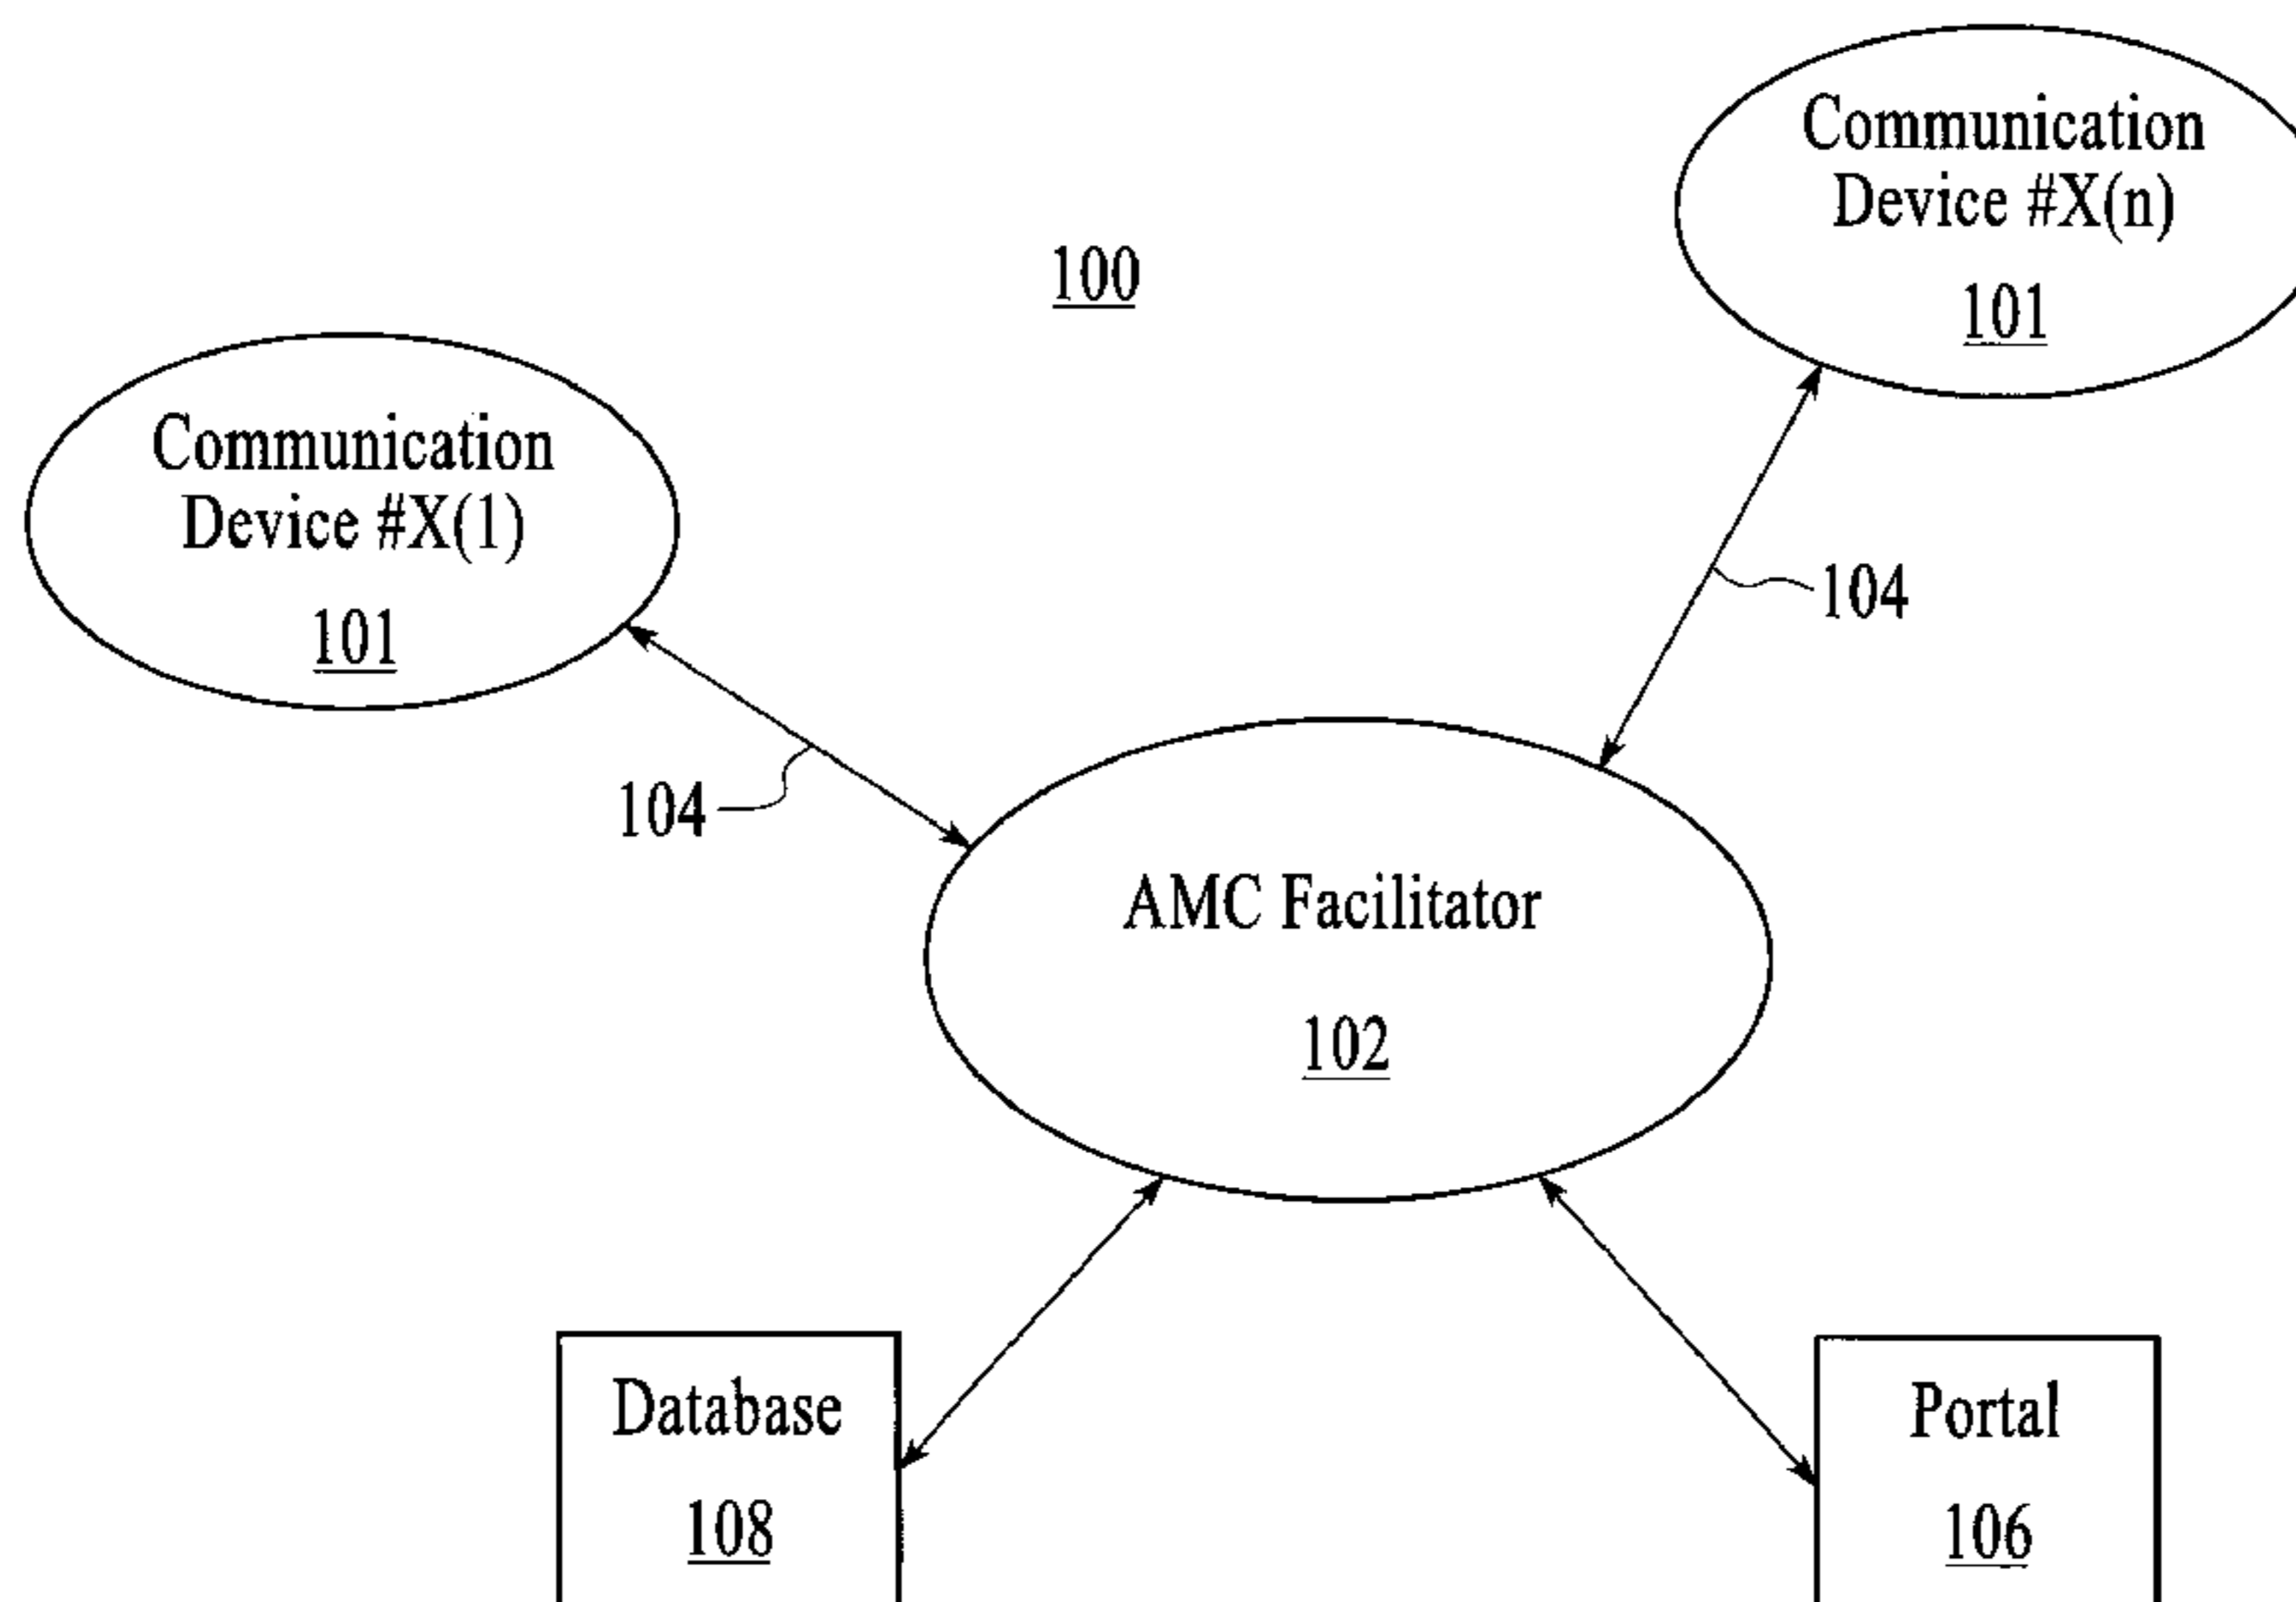 Communication
Device #X(n)
101
100
Communication
Device #X(1)
101
104
104
AMC Facilitator
102
Database
108
Portal
106